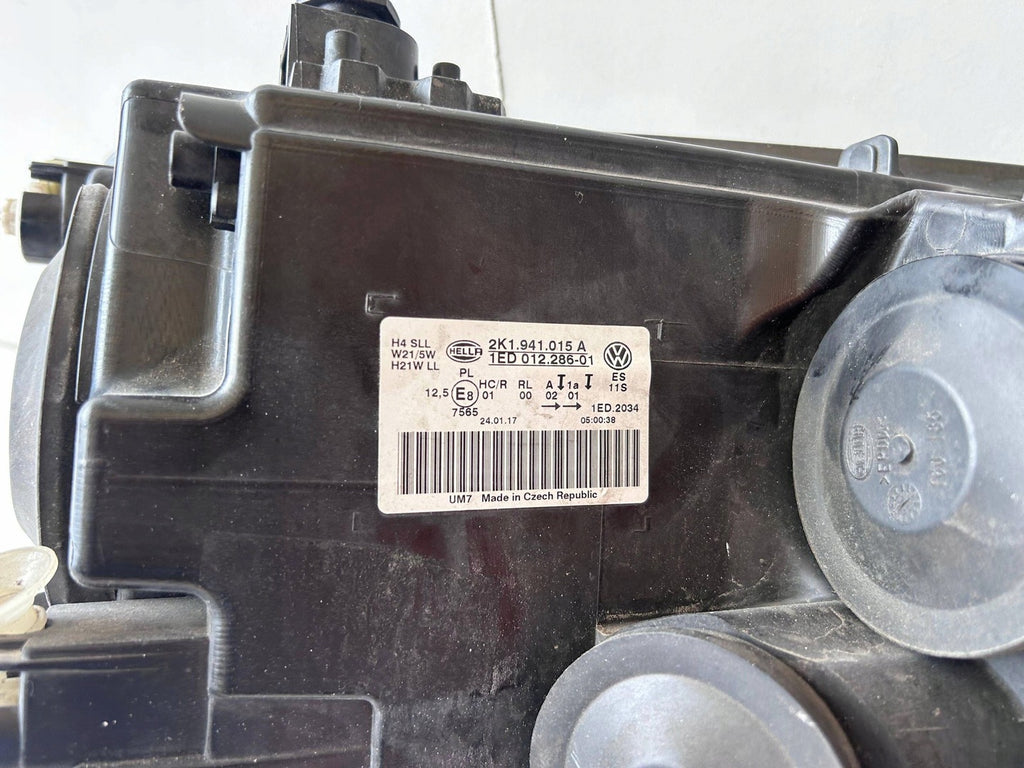 H4 SLL
W21/5W
H21W LL
HELLA
2K1.941.015 A
1ED 012.286-01
PL
ES
11S
12,5 E8 HC/R RL A 1a
01 00 02 01
7565
1ED.2034
24.01.17 05:00:38
UM7 Made in Czech Republic